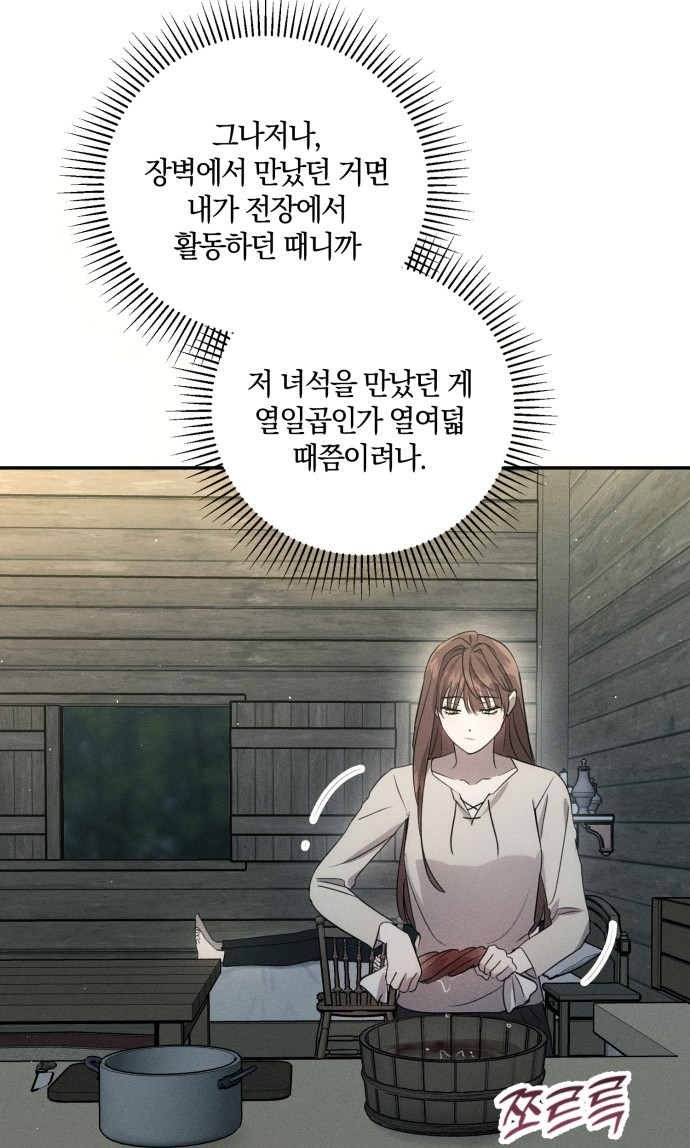 그나저나,
장벽에서 만났던 거면
내가 전장에서
활동하던 때니까
저 녀석을 만났던 게
열일곱인가 열여덟
때쯤이려나.
쪼르륵